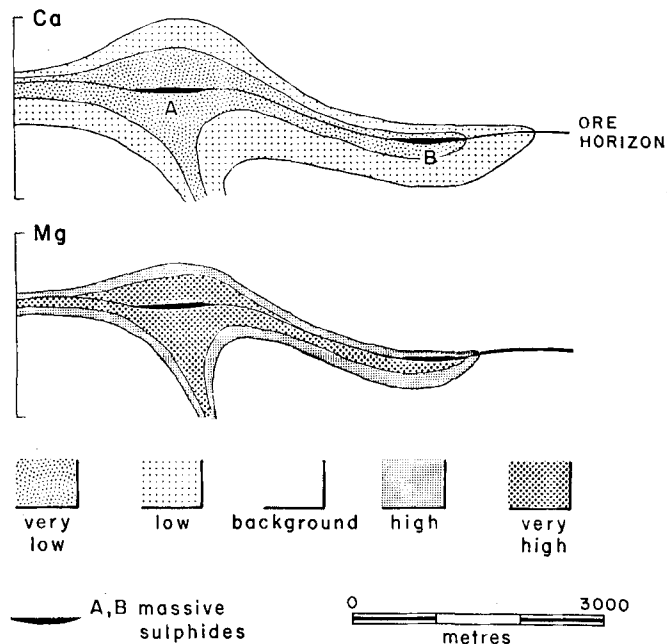 Ca
A
B
ORE
HORIZON
Mg
very
low
low
background
high
very
high
A,B massive
sulphides
0 3000
metres